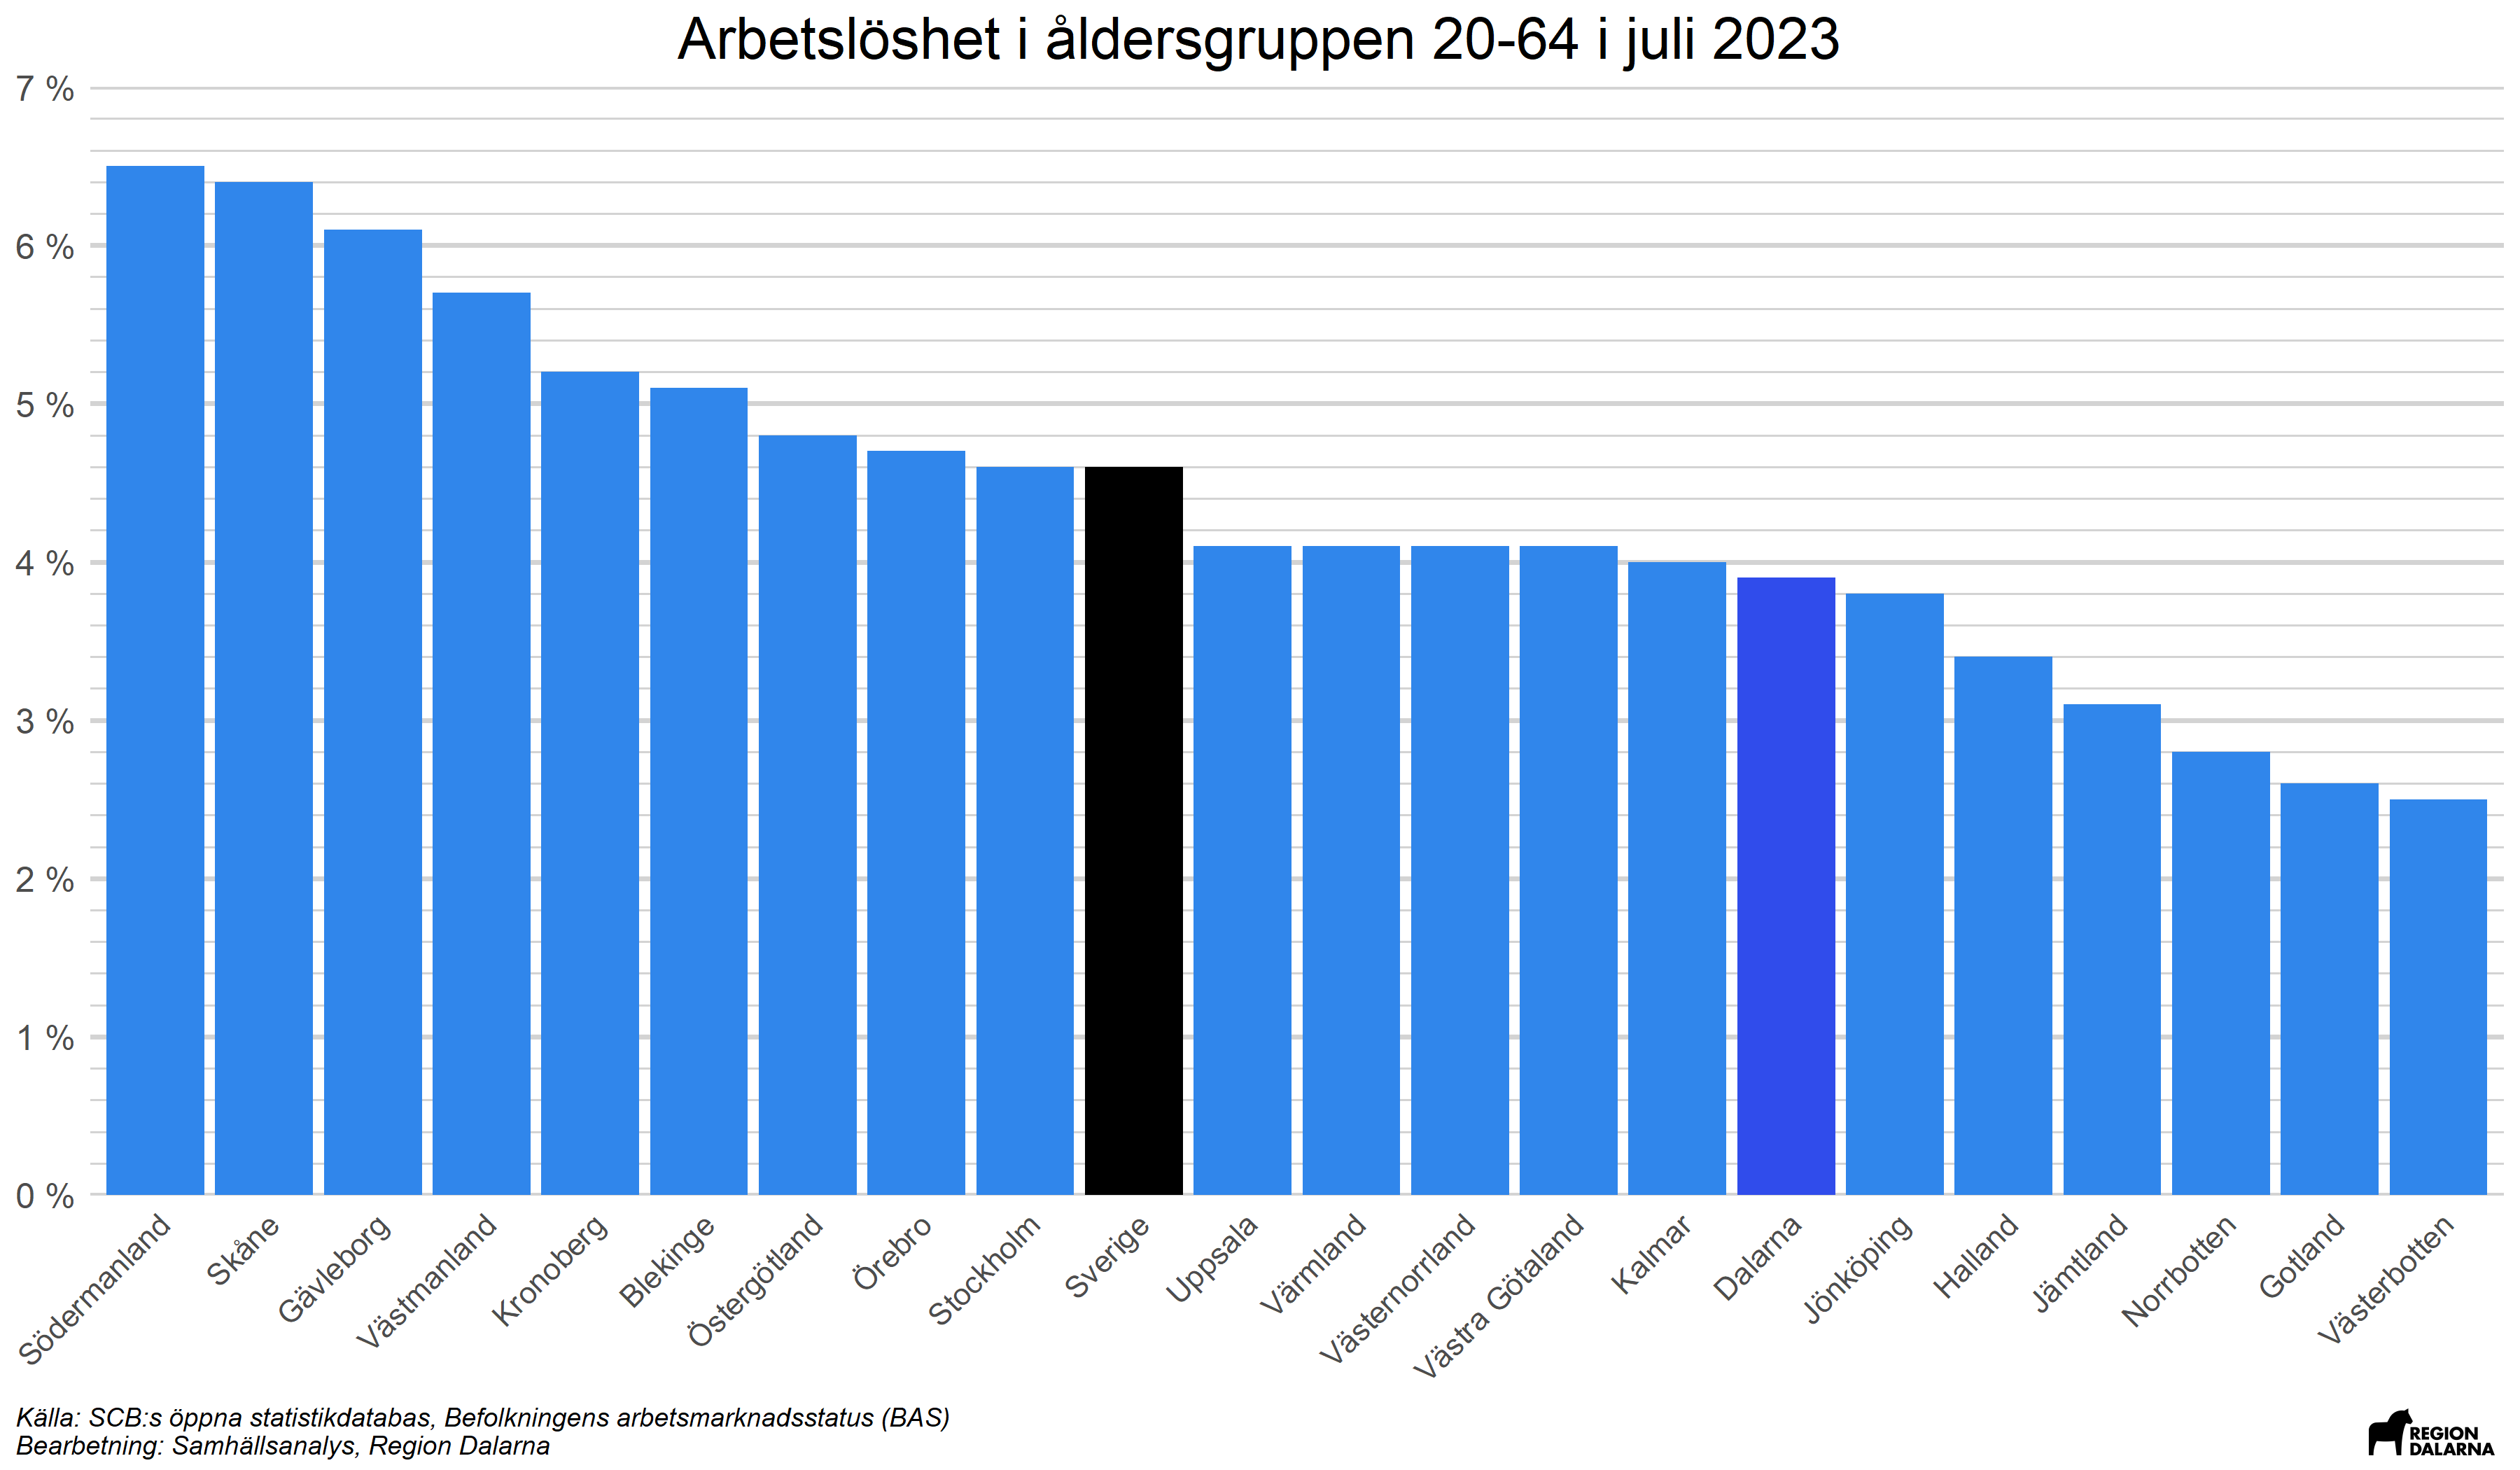 Arbetslöshet i åldersgruppen 20-64 i juli 2023
7 %
6 %
5 %
4 %
3 %
2 %
1 %
0 %
Södermanland
Skåne
Gävleborg
Västmanland
Kronoberg
Blekinge
Östergötland
Örebro
Stockholm
Sverige
Uppsala
Värmland
Västernorrland
Västra Götaland
Kalmar
Dalarna
Jönköping
Halland
Jämtland
Norrbotten
Gotland
Västerbotten
Källa: SCB:s öppna statistikdatabas, Befolkningens arbetsmarknadsstatus (BAS)
Bearbetning: Samhällsanalys, Region Dalarna
REGION
DALARNA